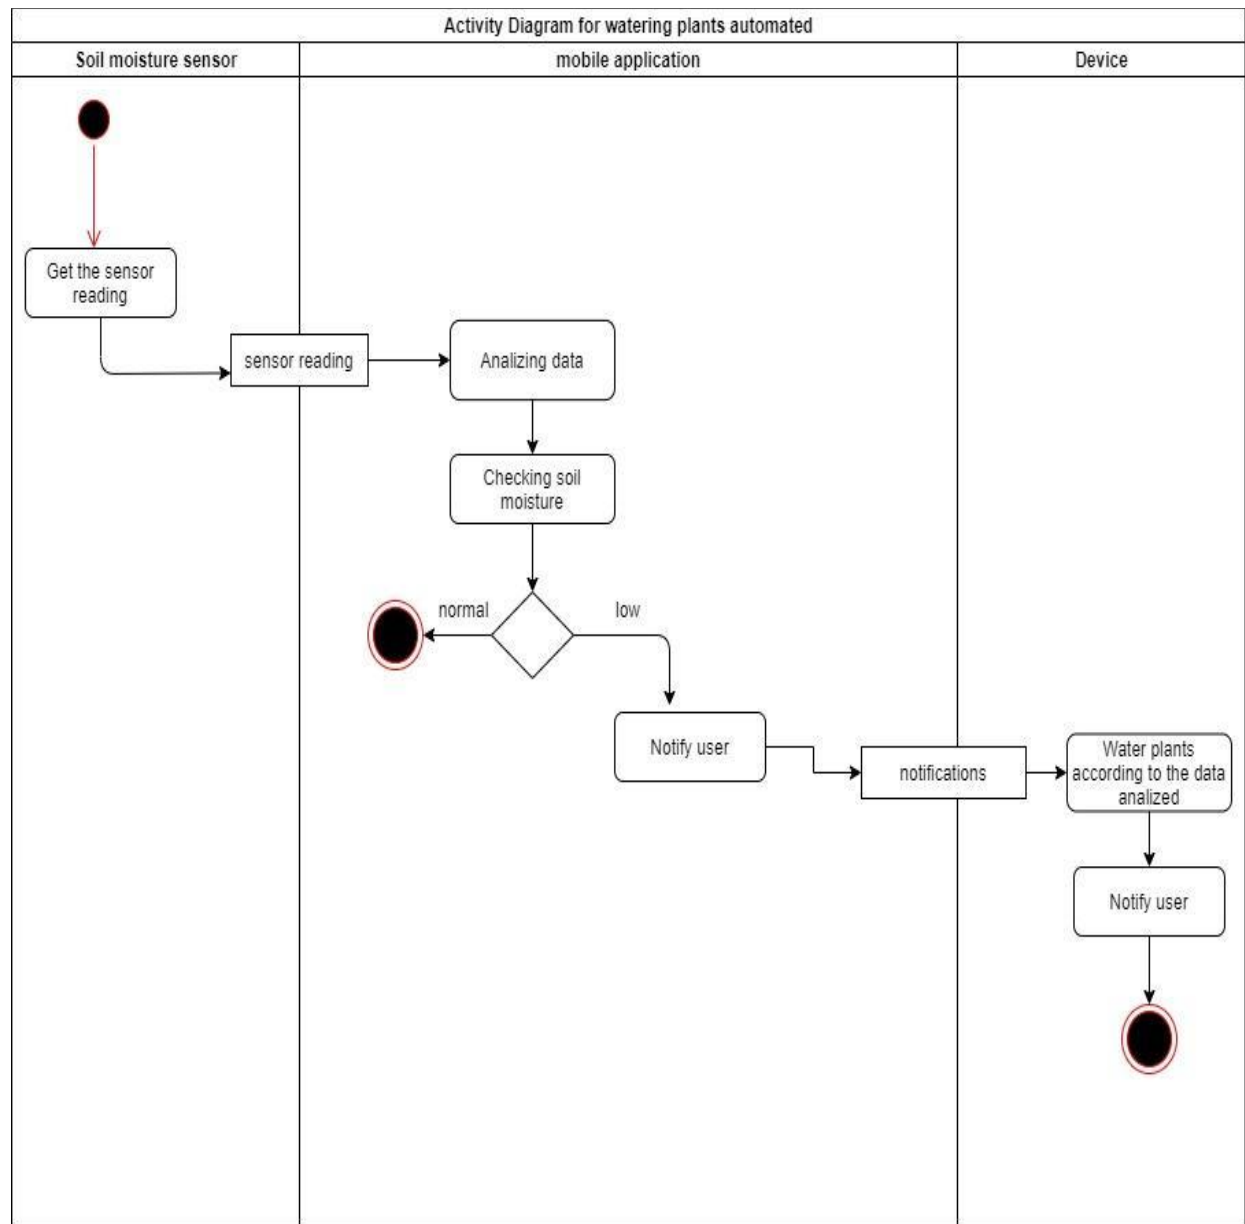 Activity Diagram for watering plants automated
Soil moisture sensor
mobile application
Device
Get the sensor
reading
sensor reading
Analizing data
Checking soil
moisture
normal
low
Notify user
notifications
Water plants
according to the data
analized
Notify user